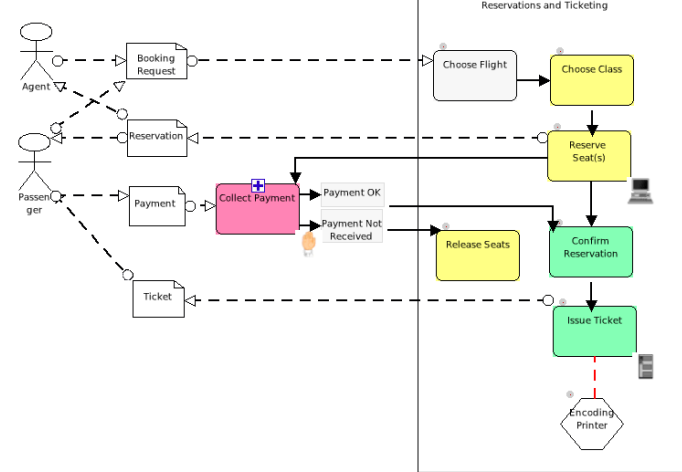 Reservations and Ticketing
Booking
Request
Choose Flight
Choose Class
Agent
Reservation
Reserve
Seat(s)
Passen
ger
Payment
Collect Payment
Payment OK
Payment Not
Received
Release Seats
Confirm
Reservation
Ticket
Issue Ticket
Encoding
Printer